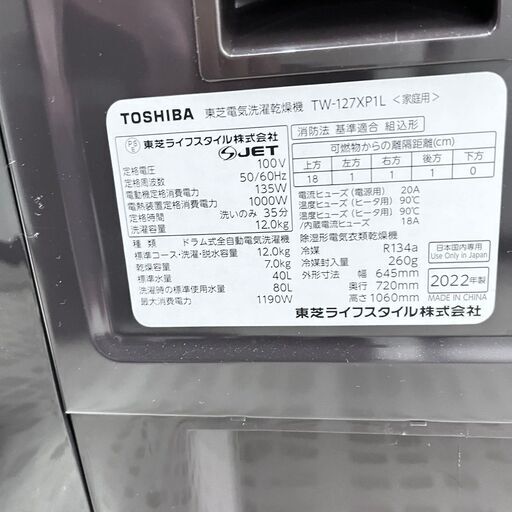 TOSHIBA 東芝電気洗濯乾燥機 TW-127XP1L <家庭用>
PS E 東芝ライフスタイル株式会社
JET
定格電圧 100V
定格周波数 50/60Hz
電動機定格消費電力 135W
電熱装置定格消費電力 1000W
定格時間 洗いのみ 35分
洗濯容量 12.0kg
消防法 基準適合 組込形
可燃物からの離隔距離(cm)
上方 左方 右方 後方 下方
18 1 1 1 0
電流ヒューズ (電源用) 20A
温度ヒューズ (ヒータ用) 90℃
温度ヒューズ (ヒータ用) 90℃
/内蔵電流ヒューズ 18A
種類 ドラム式全自動電気洗濯機
標準コース・洗濯・脱水容量 12.0kg
乾燥容量 7.0kg
標準水量 40L
洗濯時の標準使用水量 80L
最大消費電力 1190W
除湿形電気衣類乾燥機
冷媒 R134a
冷媒封入量 260g
外形寸法 幅 645mm
奥行 720mm
高さ 1060mm
日本国内専用
Use Only in Japan
2022年製
MADE IN CHINA
東芝ライフスタイル株式会社